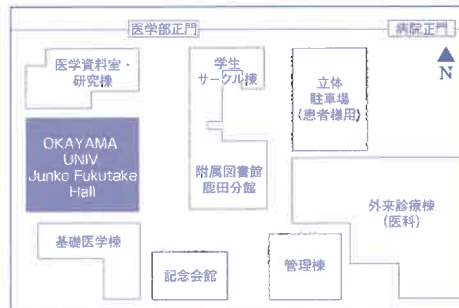 医学部正門
病院正門
医学資料室・
研究棟
学生
サークル棟
立体
駐車場
(患者様用)
N
OKAYAMA
UNIV
Junko Fukutake
Hall
附属図書館
鹿田分館
外来診療棟
(医科)
基礎医学棟
記念会館
管理棟